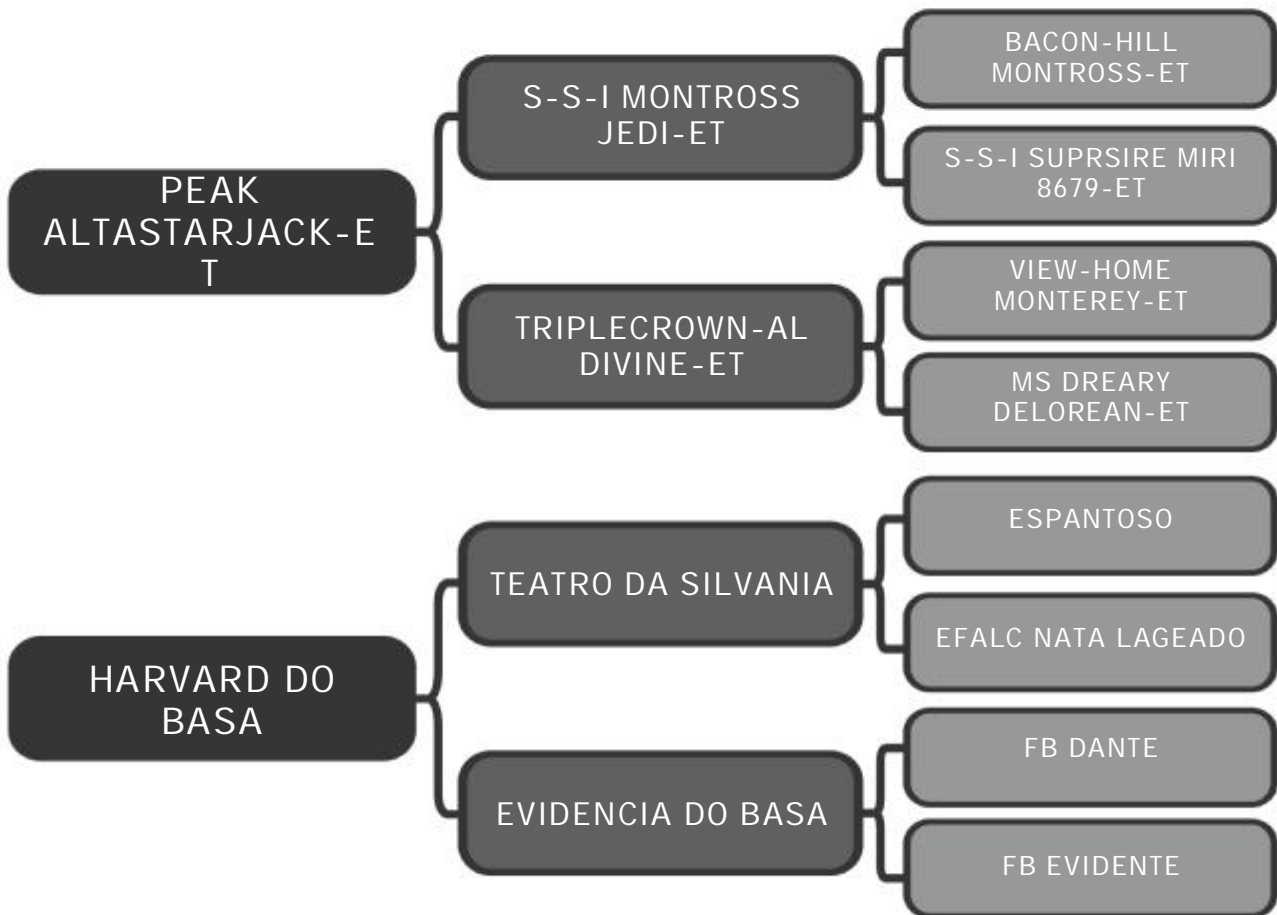 PEAK
ALTASTARJACK-E
T
S-S-I MONTROSS
JEDI-ET
BACON-HILL
MONTROSS-ET
S-S-I SUPRSIRE MIRI
8679-ET
TRIPLECROWN-AL
DIVINE-ET
VIEW-HOME
MONTEREY-ET
MS DREARY
DELOREAN-ET
HARVARD DO
BASA
TEATRO DA SILVANIA
ESPANTOSO
EFALC NATA LAGEADO
EVIDENCIA DO BASA
FB DANTE
FB EVIDENTE